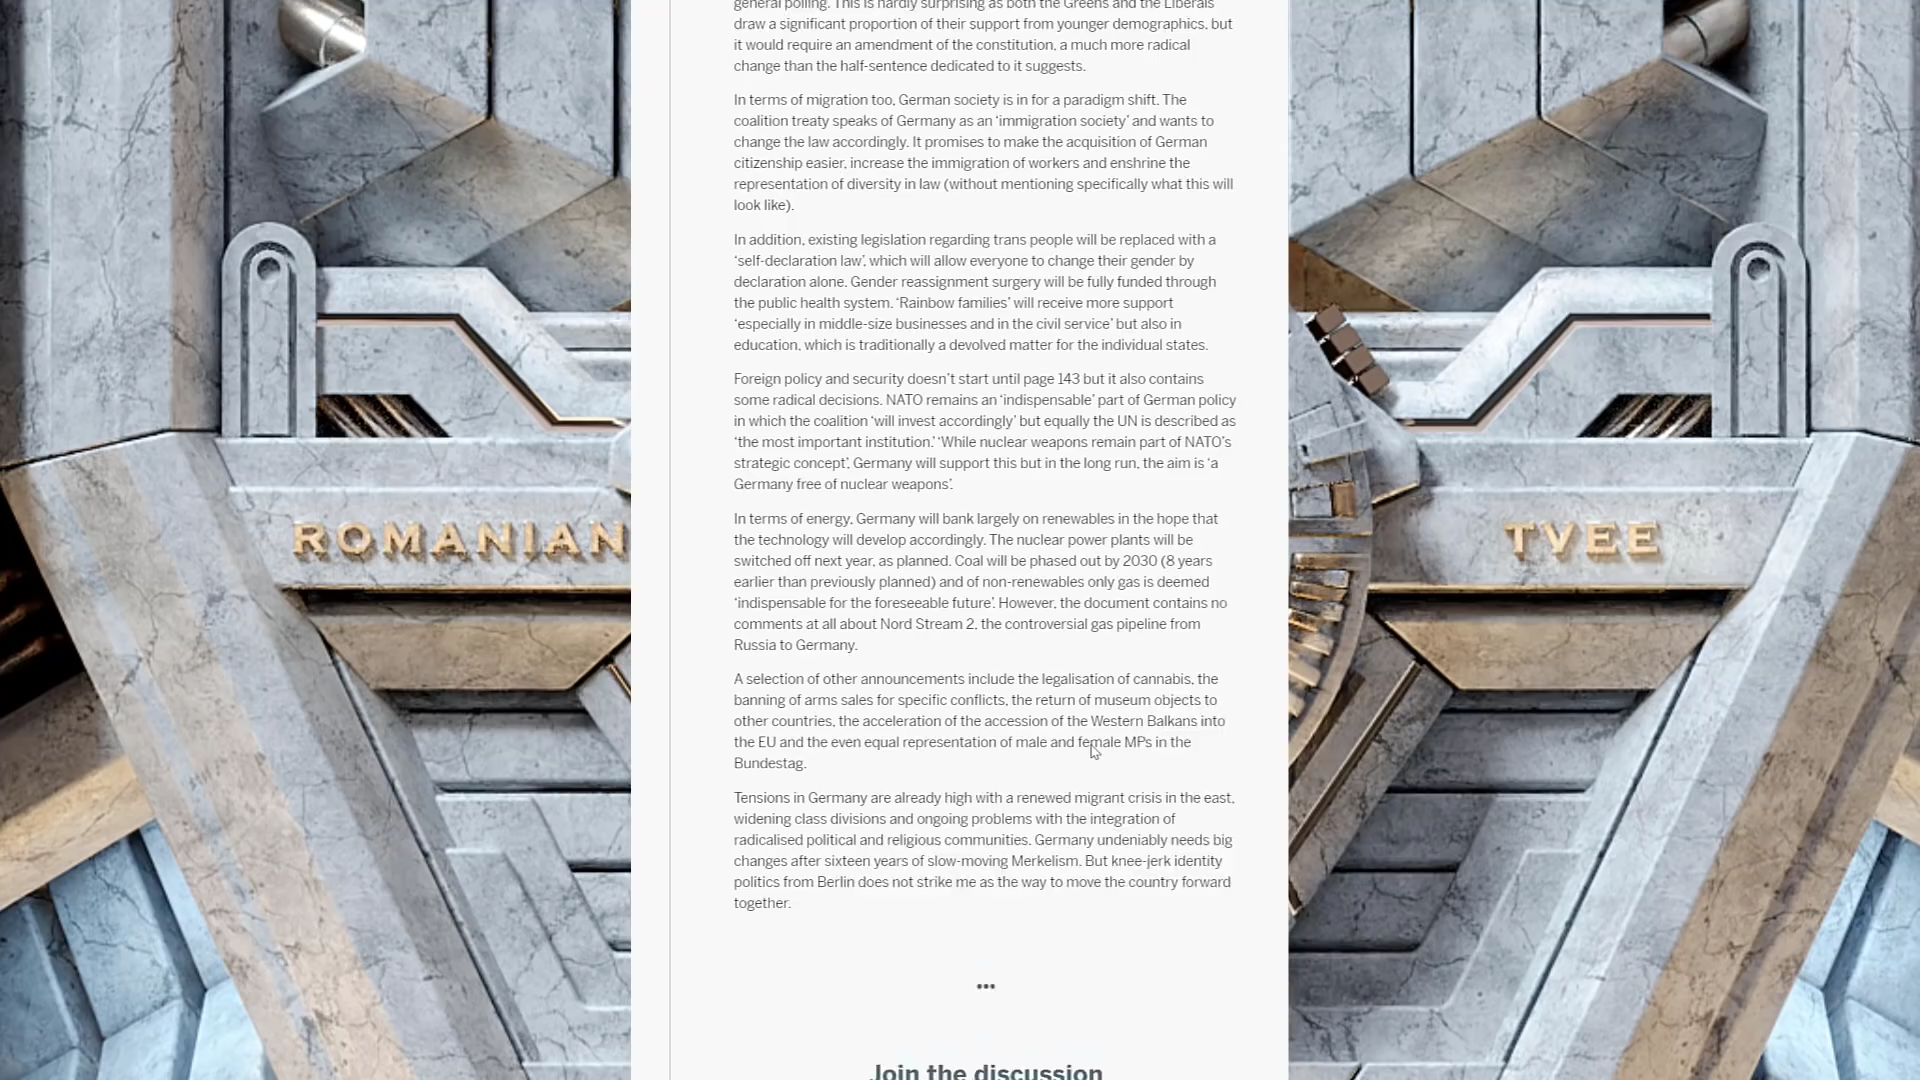 general polling. This is hardly surprising as both the Greens and the Liberals
draw a significant proportion of their support from younger demographics, but
it would require an amendment of the constitution, a much more radical
change than the half-sentence dedicated to it suggests.
In terms of migration too, German society is in for a paradigm shift. The
coalition treaty speaks of Germany as an ‘immigration society’ and wants to
change the law accordingly. It promises to make the acquisition of German
citizenship easier, increase the immigration of workers and enshrine the
representation of diversity in law (without mentioning specifically what this will
look like).
In addition, existing legislation regarding trans people will be replaced with a
‘self-declaration law’, which will allow everyone to change their gender by
declaration alone. Gender reassignment surgery will be fully funded through
the public health system. ‘Rainbow families’ will receive more support
‘especially in middle-size businesses and in the civil service’ but also in
education, which is traditionally a devolved matter for the individual states.
Foreign policy and security doesn’t start until page 143 but it also contains
some radical decisions. NATO remains an ‘indispensable’ part of German policy
in which the coalition ‘will invest accordingly’ but equally the UN is described as
‘the most important institution.’ ‘While nuclear weapons remain part of NATO’s
strategic concept’, Germany will support this but in the long run, the aim is ‘a
Germany free of nuclear weapons’.
In terms of energy, Germany will bank largely on renewables in the hope that
the technology will develop accordingly. The nuclear power plants will be
switched off next year, as planned. Coal will be phased out by 2030 (8 years
earlier than previously planned) and of non-renewables only gas is deemed
‘indispensable for the foreseeable future’. However, the document contains no
comments at all about Nord Stream 2, the controversial gas pipeline from
Russia to Germany.
A selection of other announcements include the legalisation of cannabis, the
banning of arms sales for specific conflicts, the return of museum objects to
other countries, the acceleration of the accession of the Western Balkans into
the EU and the even equal representation of male and female MPs in the
Bundestag.
Tensions in Germany are already high with a renewed migrant crisis in the east,
widening class divisions and ongoing problems with the integration of
radicalised political and religious communities. Germany undeniably needs big
changes after sixteen years of slow-moving Merkelism. But knee-jerk identity
politics from Berlin does not strike me as the way to move the country forward
together.
•••
Join the discussion
ROMANIAN
TVEE